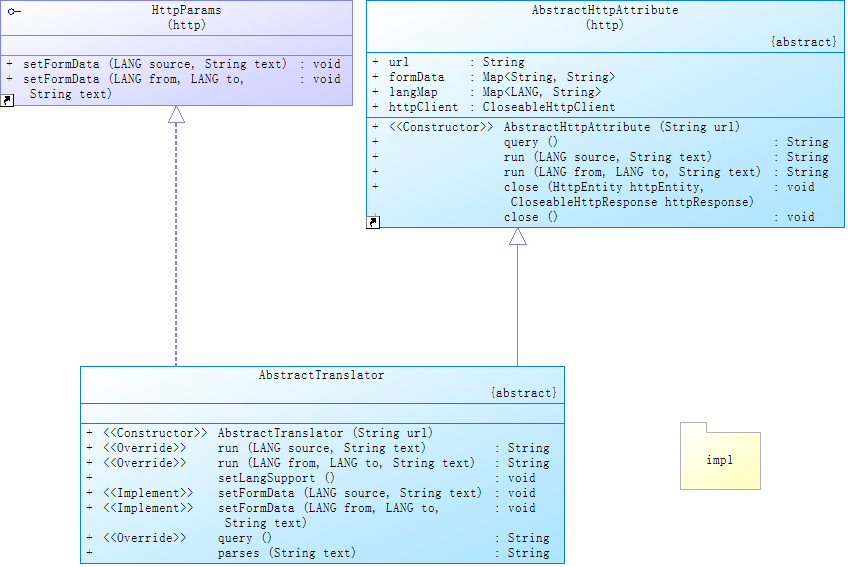 HttpParams
(http)
+ setFormData (LANG source, String text) : void
+ setFormData (LANG from, LANG to, : void
String text)
AbstractHttpAttribute
(http)
{abstract}
+ url : String
+ formData : Map<String, String>
+ langMap : Map<LANG, String>
+ httpClient : CloseableHttpClient
+ <<Constructor>> AbstractHttpAttribute (String url)
+ query () : String
+ run (LANG source, String text) : String
+ run (LANG from, LANG to, String text) : String
+ close (HttpEntity httpEntity, : void
CloseableHttpResponse httpResponse)
close () : void
AbstractTranslator
{abstract}
+ <<Constructor>> AbstractTranslator (String url)
+ <<Override>> run (LANG source, String text) : String
+ <<Override>> run (LANG from, LANG to, String text) : String
+ setLangSupport () : void
+ <<Implement>> setFormData (LANG source, String text) : void
+ <<Implement>> setFormData (LANG from, LANG to, : void
String text)
+ <<Override>> query () : String
+ parses (String text) : String
impl